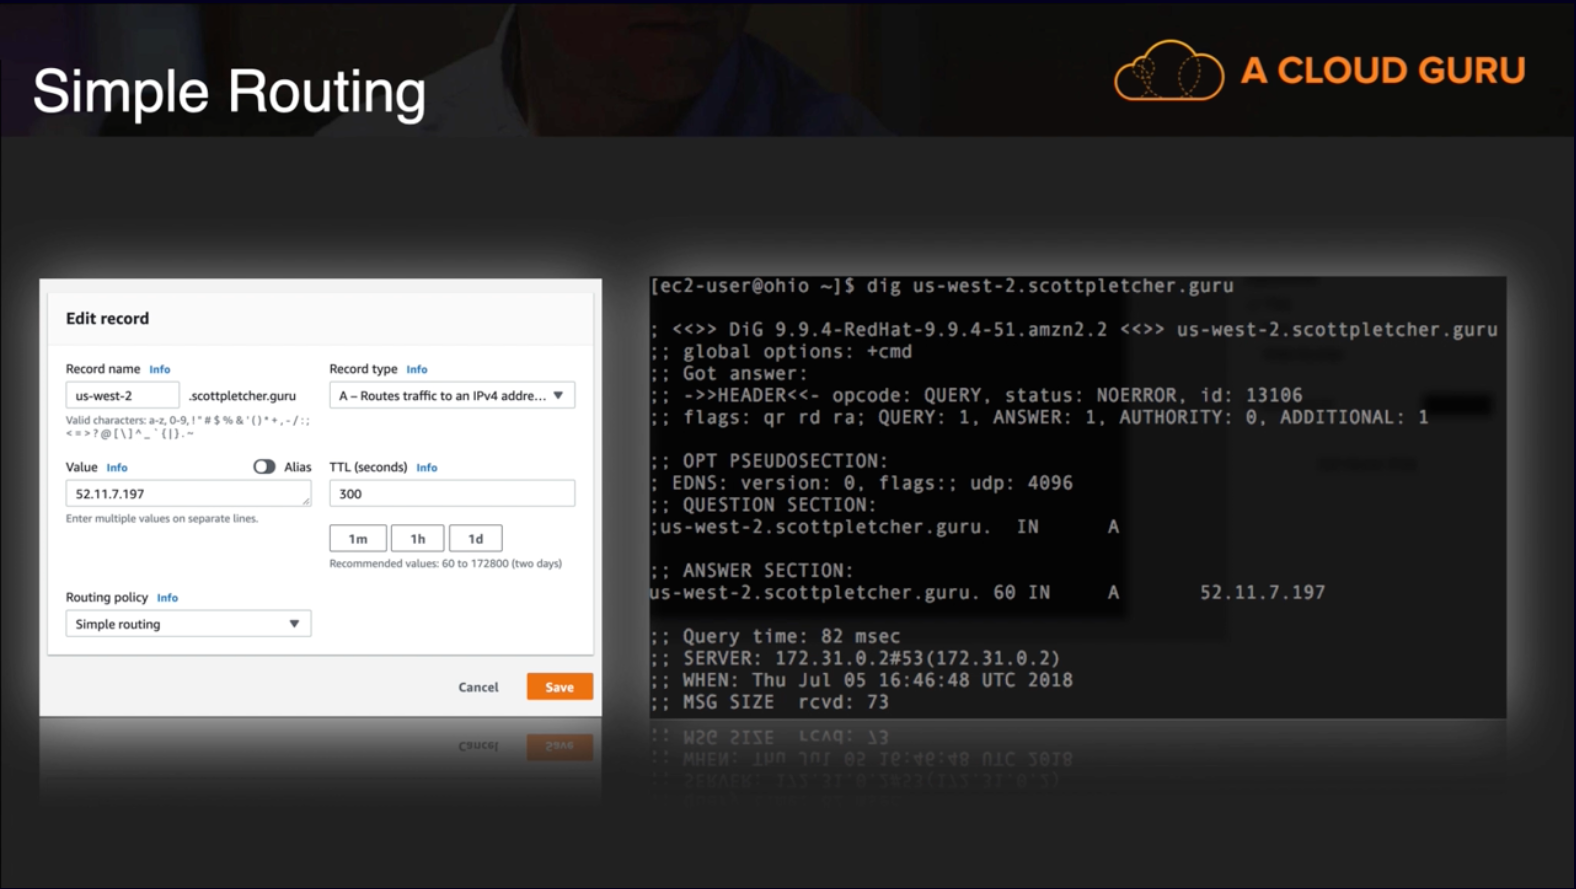 Simple Routing
A CLOUD GURU
Edit record
Record name Info
us-west-2 .scottpletcher.guru
Valid characters: a-z, 0-9, ! " # $ % & ' ( ) * + , - / : ;
< = > ? @ [ \ ] ^ _ ` { | } . ~
Record type Info
A – Routes traffic to an IPv4 addre...
Value Info Alias
52.11.7.197
Enter multiple values on separate lines.
TTL (seconds) Info
300
1m 1h 1d
Recommended values: 60 to 172800 (two days)
Routing policy Info
Simple routing
Cancel Save
[ec2-user@ohio ~]$ dig us-west-2.scottpletcher.guru
; <<>> DiG 9.9.4-RedHat-9.9.4-51.amzn2.2 <<>> us-west-2.scottpletcher.guru
;; global options: +cmd
;; Got answer:
;; ->>HEADER<<- opcode: QUERY, status: NOERROR, id: 13106
;; flags: qr rd ra; QUERY: 1, ANSWER: 1, AUTHORITY: 0, ADDITIONAL: 1
;; OPT PSEUDOSECTION:
; EDNS: version: 0, flags:; udp: 4096
;; QUESTION SECTION:
;us-west-2.scottpletcher.guru. IN A
;; ANSWER SECTION:
us-west-2.scottpletcher.guru. 60 IN A 52.11.7.197
;; Query time: 82 msec
;; SERVER: 172.31.0.2#53(172.31.0.2)
;; WHEN: Thu Jul 05 16:46:48 UTC 2018
;; MSG SIZE rcvd: 73